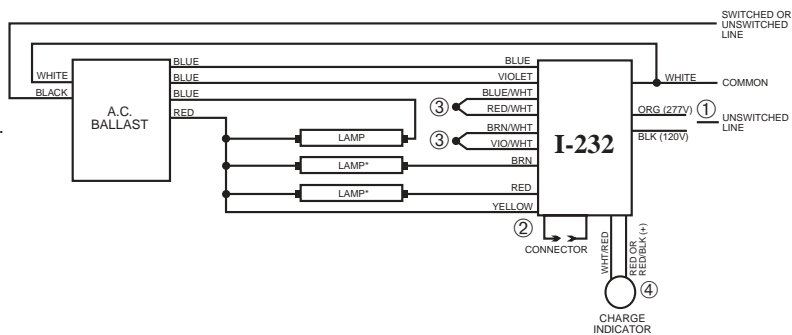 SWITCHED OR
UNSWITCHED
LINE
BLUE
BLUE
WHITE
BLUE
VIOLET
WHITE
COMMON
BLACK
BLUE
BLUE/WHT
A.C.
BALLAST
RED
③
RED/WHT
ORG (277V)
①
UNSWITCHED
LINE
LAMP
③
BRN/WHT
VIO/WHT
I-232
BLK (120V)
LAMP*
BRN
LAMP*
RED
YELLOW
②
CONNECTOR
WHT/RED
RED OR
RED/BLK (+)
④
CHARGE
INDICATOR